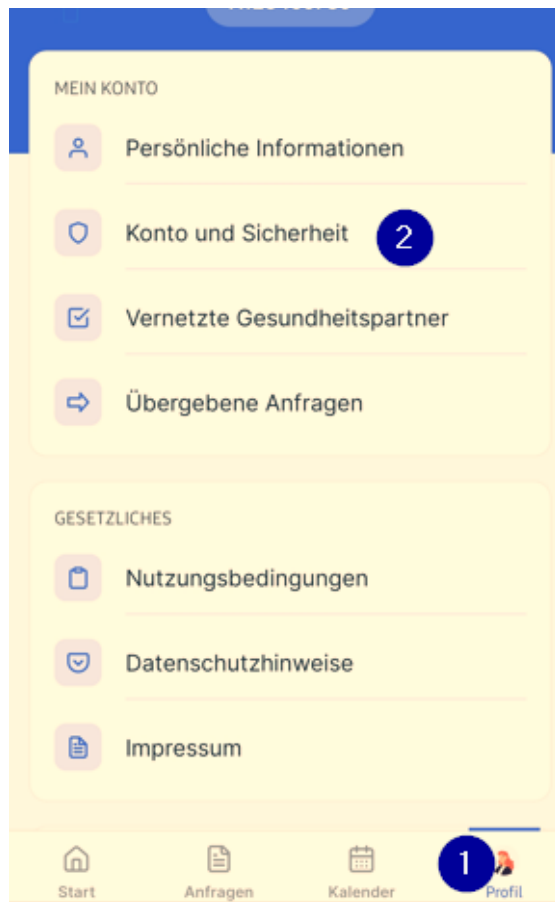 MEIN KONTO
Persönliche Informationen
Konto und Sicherheit
2
Vernetzte Gesundheitspartner
Übergebene Anfragen
GESETZLICHES
Nutzungsbedingungen
Datenschutzhinweise
Impressum
1
Start
Anfragen
Kalender
Profil